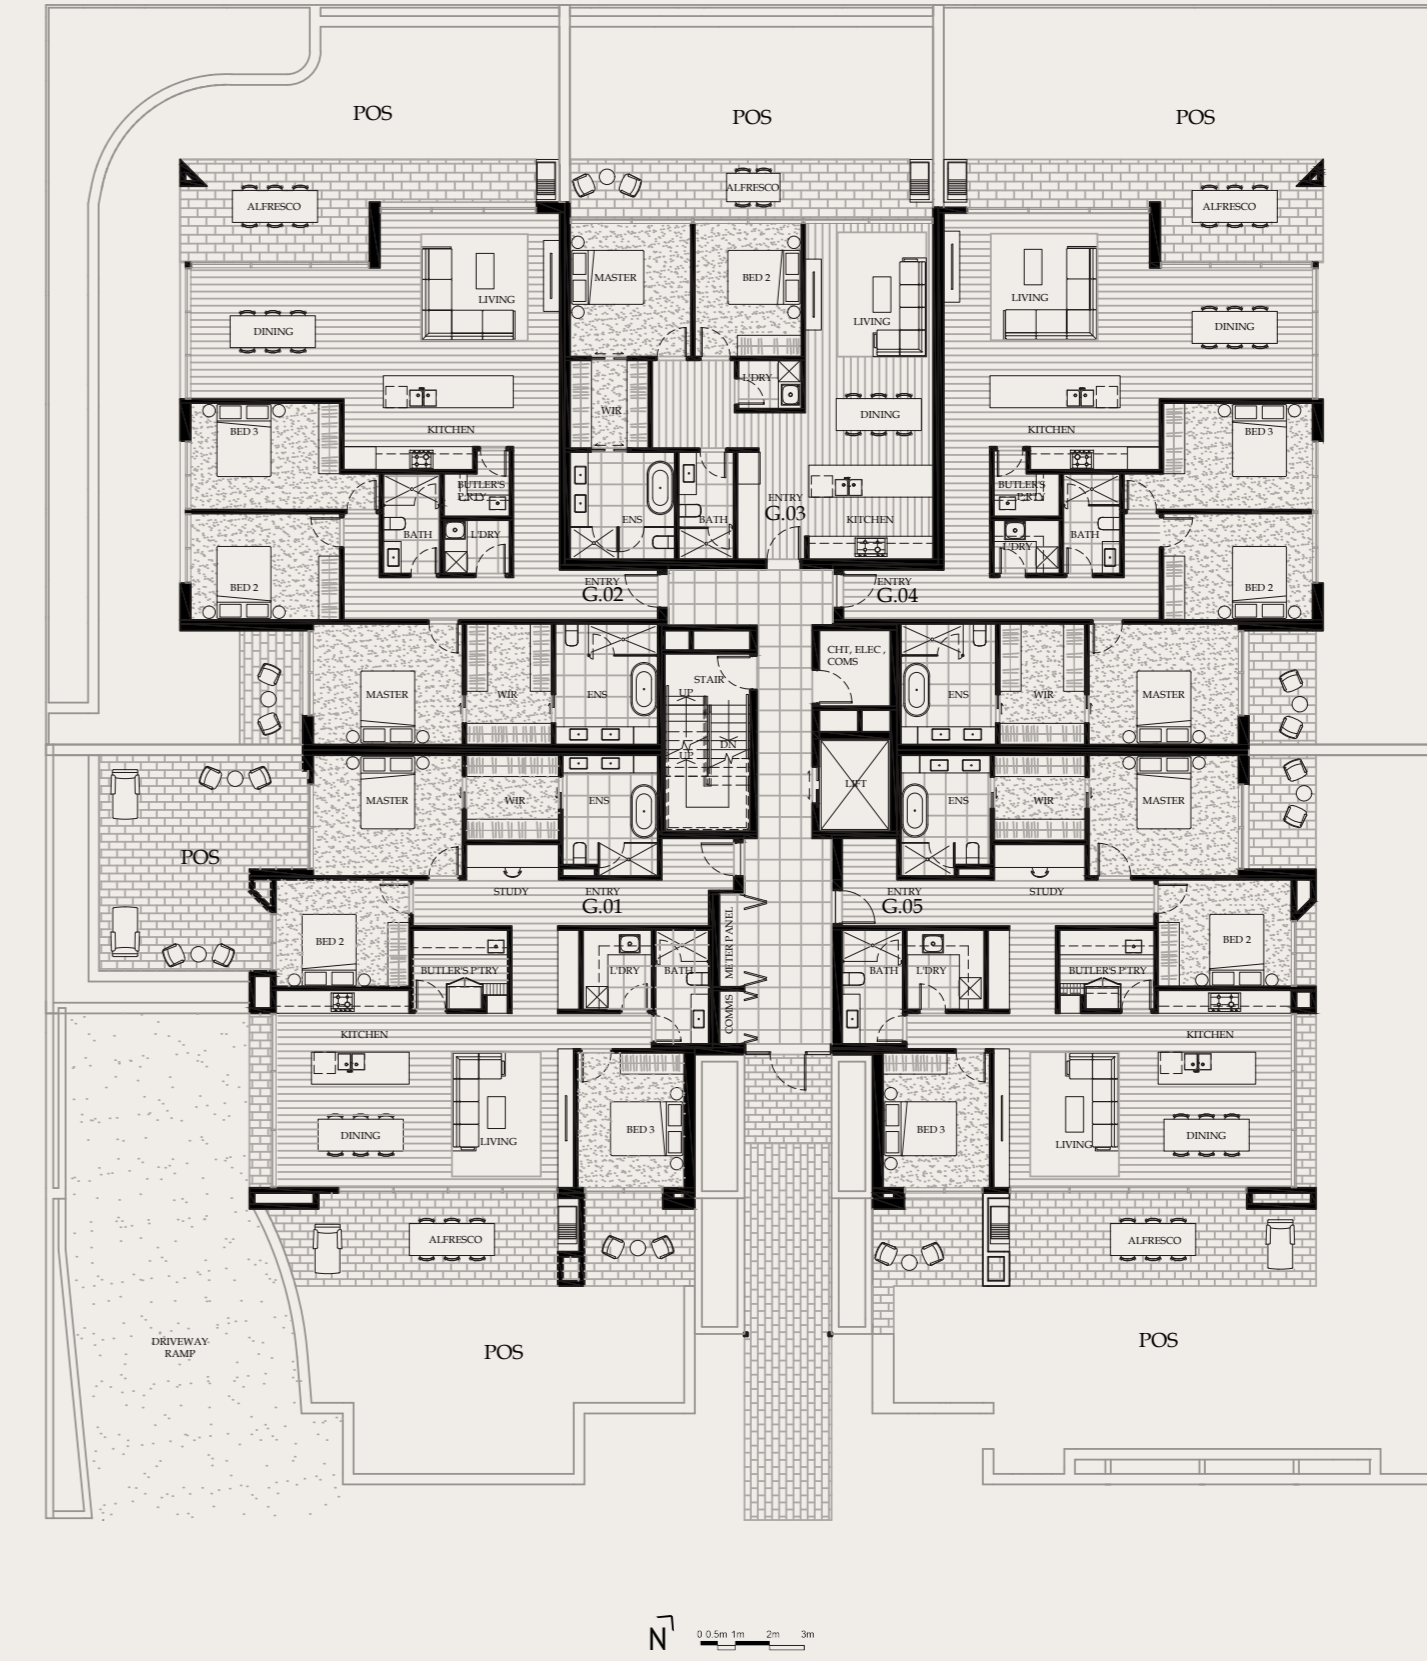 POS
POS
POS
ALFRESCO
ALFRESCO
ALFRESCO
MASTER
BED 2
LIVING
LIVING
LIVING
DINING
DINING
L'DRY
WIR
DINING
BED 3
KITCHEN
KITCHEN
BED 3
BUTLER'S
P'RTY
BUTLER'S
P'RTY
ENTRY
G.03
ENS
BATH
KITCHEN
BATH
L'DRY
L'DRY
BATH
BED 2
ENTRY
G.02
ENTRY
G.04
BED 2
CHT, ELEC ,
COMS
STAIR
MASTER
WIR
ENS
UP
ENS
WIR
MASTER
UP
DN
LIFT
MASTER
WIR
ENS
ENS
WIR
MASTER
POS
STUDY
ENTRY
G.01
ENTRY
G.05
STUDY
BED 2
METER PANEL
BED 2
BUTLER'S P'TRY
L'DRY
BATH
BATH
L'DRY
BUTLER'S P'TRY
COMMS
KITCHEN
KITCHEN
DINING
LIVING
BED 3
BED 3
LIVING
DINING
ALFRESCO
ALFRESCO
DRIVEWAY
RAMP
POS
POS
N
0 0.5m 1m 2m 3m